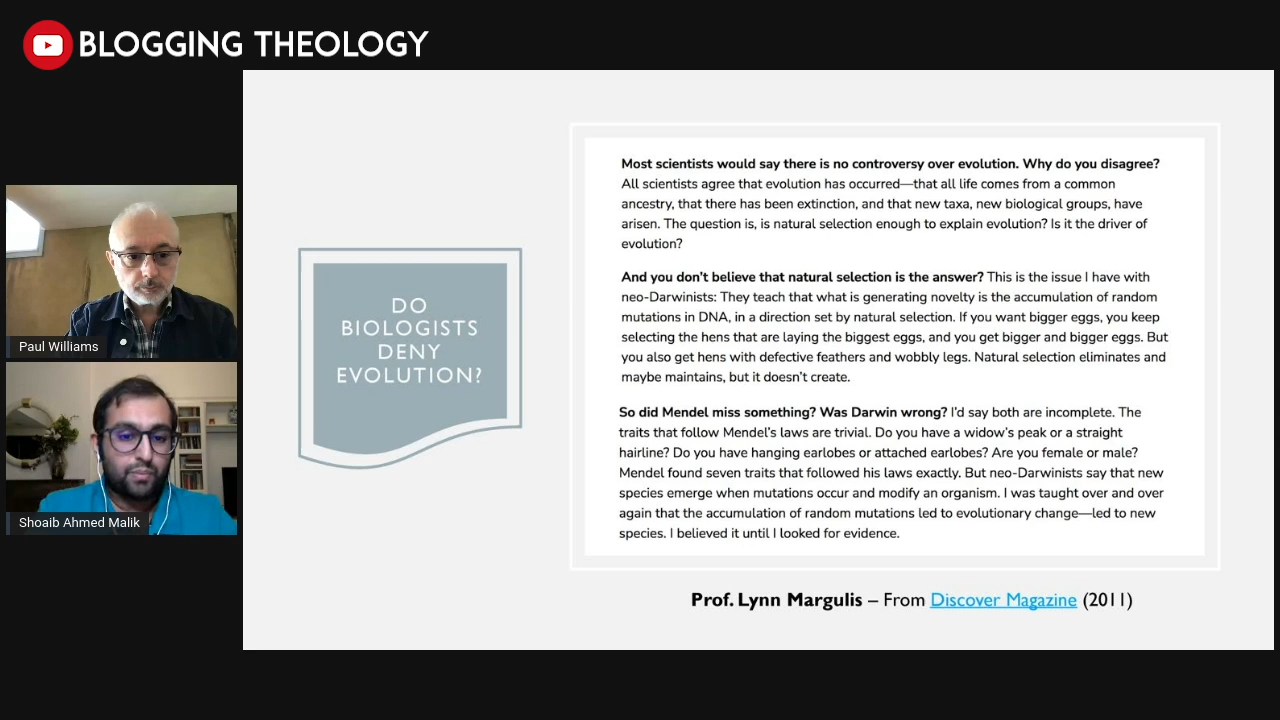 BLOGGING THEOLOGY
Paul Williams
Shoaib Ahmed Malik
DO
BIOLOGISTS
DENY
EVOLUTION?
Most scientists would say there is no controversy over evolution. Why do you disagree?
All scientists agree that evolution has occurred—that all life comes from a common
ancestry, that there has been extinction, and that new taxa, new biological groups, have
arisen. The question is, is natural selection enough to explain evolution? Is it the driver of
evolution?
And you don’t believe that natural selection is the answer? This is the issue I have with
neo-Darwinists: They teach that what is generating novelty is the accumulation of random
mutations in DNA, in a direction set by natural selection. If you want bigger eggs, you keep
selecting the hens that are laying the biggest eggs, and you get bigger and bigger eggs. But
you also get hens with defective feathers and wobbly legs. Natural selection eliminates and
maybe maintains, but it doesn’t create.
So did Mendel miss something? Was Darwin wrong? I’d say both are incomplete. The
traits that follow Mendel’s laws are trivial. Do you have a widow’s peak or a straight
hairline? Do you have hanging earlobes or attached earlobes? Are you female or male?
Mendel found seven traits that followed his laws exactly. But neo-Darwinists say that new
species emerge when mutations occur and modify an organism. I was taught over and over
again that the accumulation of random mutations led to evolutionary change—led to new
species. I believed it until I looked for evidence.
Prof. Lynn Margulis – From Discover Magazine (2011)